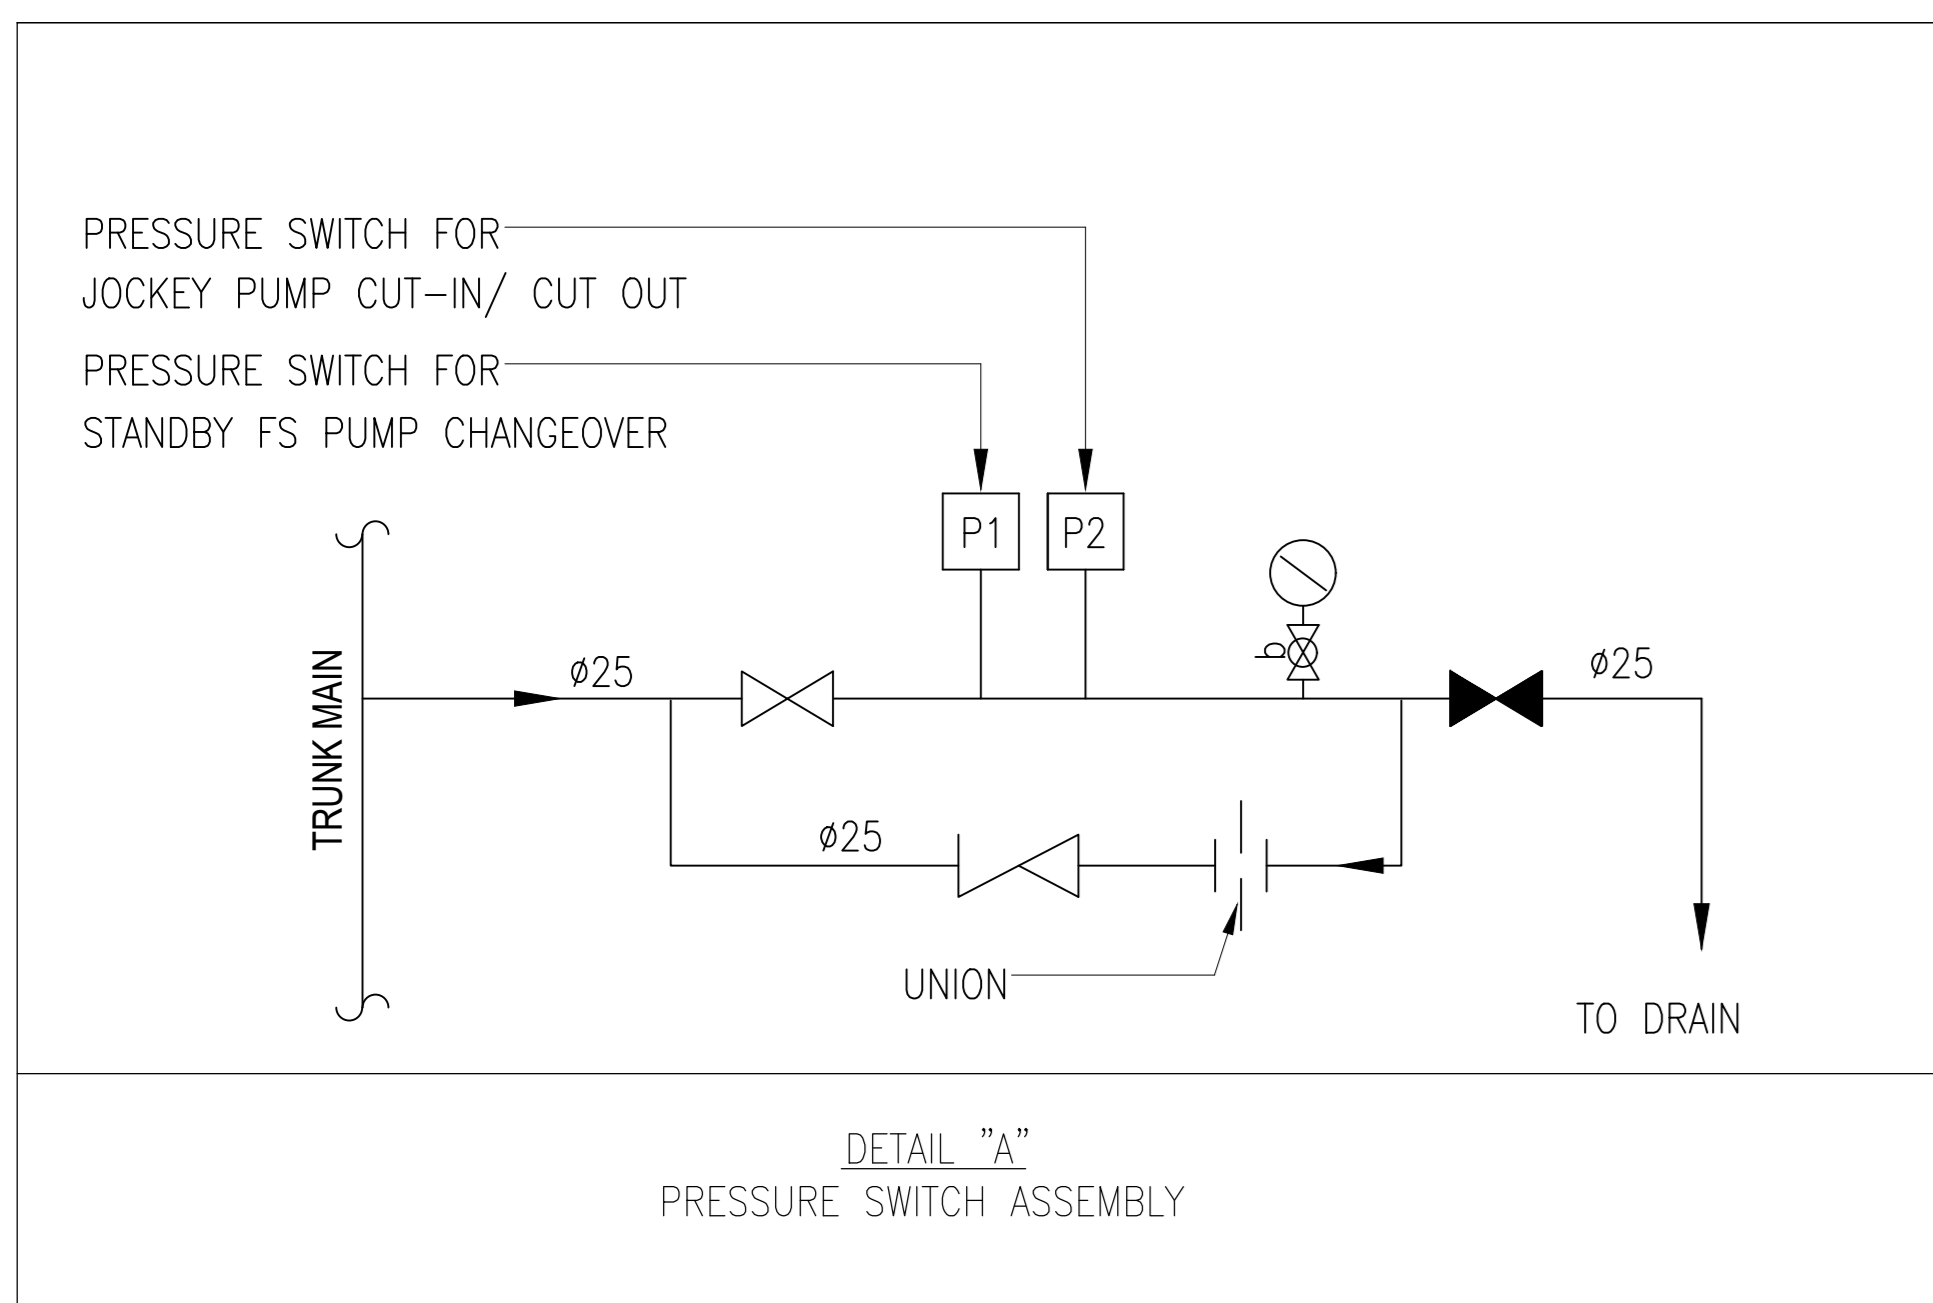 PRESSURE SWITCH FOR
JOCKEY PUMP CUT-IN/ CUT OUT
PRESSURE SWITCH FOR
STANDBY FS PUMP CHANGEOVER
P1
P2
TRUNK MAIN
ø25
b
ø25
ø25
UNION
TO DRAIN
DETAIL "A"
PRESSURE SWITCH ASSEMBLY